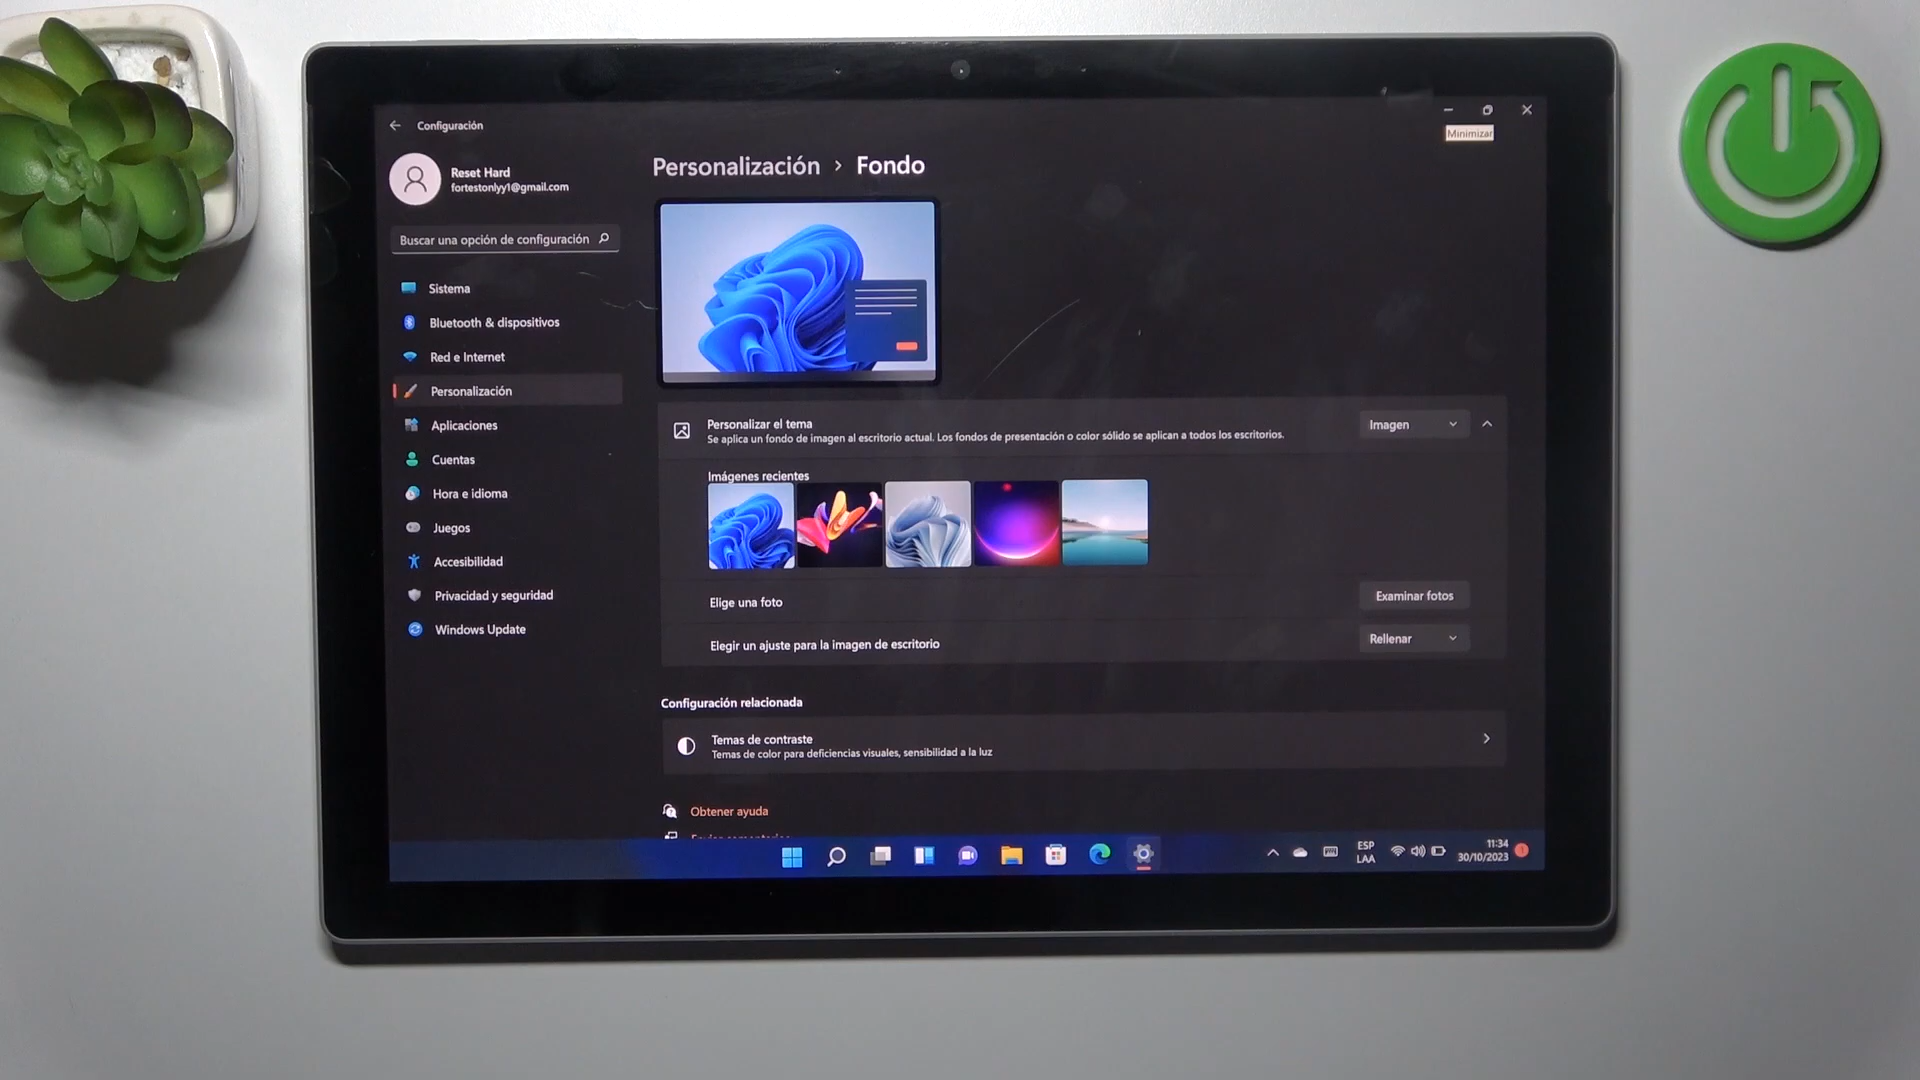 Configuración
Minimizar
Reset Hard
fortestonlyy1@gmail.com
Buscar una opción de configuración
Sistema
Bluetooth & dispositivos
Red e Internet
Personalización
Aplicaciones
Cuentas
Hora e idioma
Juegos
Accesibilidad
Privacidad y seguridad
Windows Update
Personalización › Fondo
Personalizar el tema
Se aplica un fondo de imagen al escritorio actual. Los fondos de presentación o color sólido se aplican a todos los escritorios.
Imagen
Imágenes recientes
Elige una foto
Examinar fotos
Elegir un ajuste para la imagen de escritorio
Rellenar
Configuración relacionada
Temas de contraste
Temas de color para deficiencias visuales, sensibilidad a la luz
Obtener ayuda
ESP
LAA
11:34
30/10/2023
1